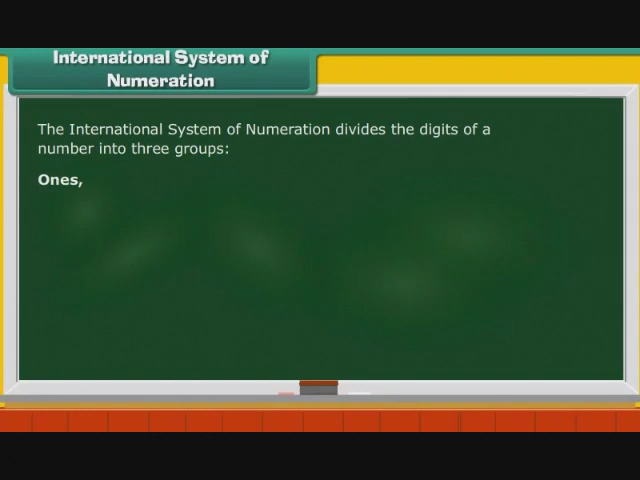 International System of
Numeration
The International System of Numeration divides the digits of a
number into three groups:
Ones,